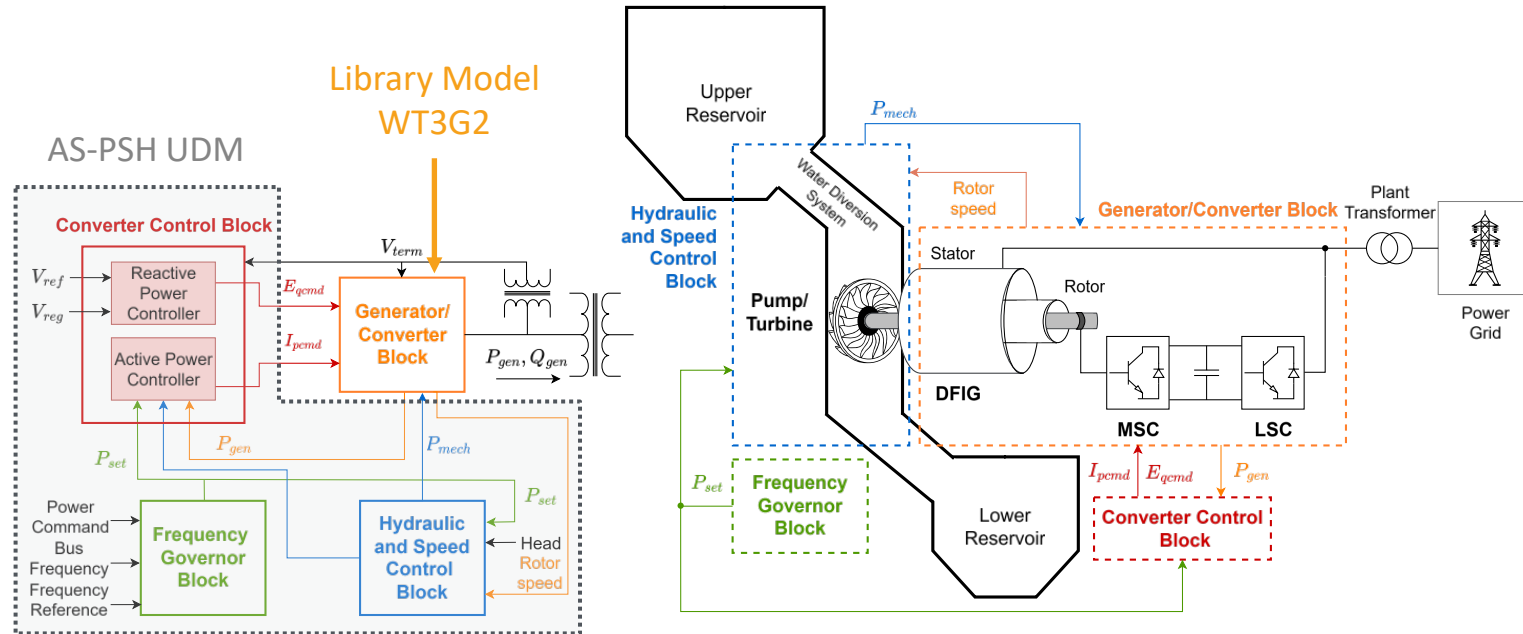 Library Model
WT3G2
AS-PSH UDM
Converter Control Block
V_term
V_ref
V_reg
Reactive
Power
Controller
E_qcmd
Active Power
Controller
I_pcmd
Generator/
Converter
Block
P_gen, Q_gen
P_gen
P_mech
P_set
P_set
Power
Command
Bus
Frequency
Frequency
Reference
Frequency
Governor
Block
Hydraulic
and Speed
Control
Block
Head
Rotor
speed
Upper
Reservoir
P_mech
Water Diversion
System
Rotor
speed
Hydraulic
and Speed
Control
Block
Generator/Converter Block
Plant
Transformer
Stator
Rotor
Pump/
Turbine
Power
Grid
DFIG
MSC
LSC
P_set
Frequency
Governor
Block
Lower
Reservoir
I_pcmd
E_qcmd
P_gen
Converter Control
Block